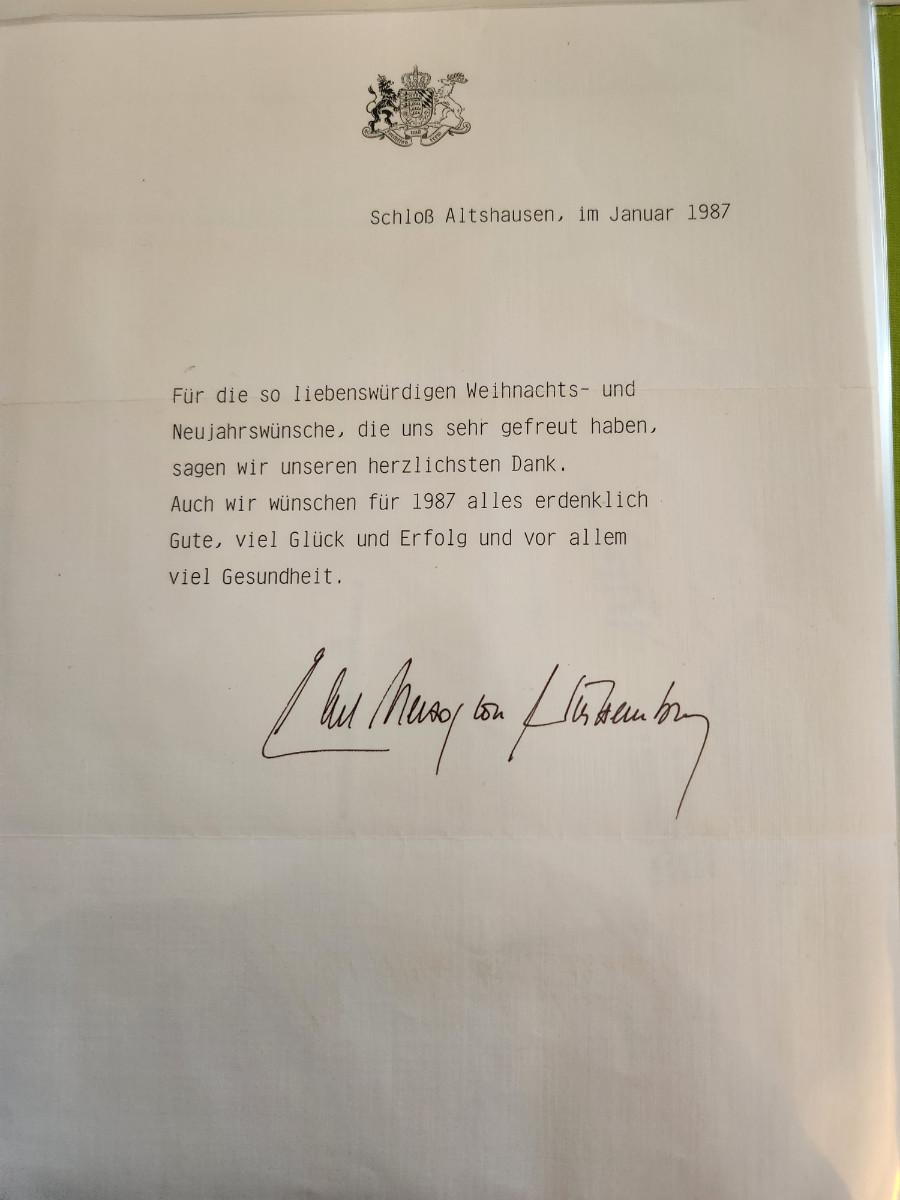 Schloß Altshausen, im Januar 1987
Für die so liebenswürdigen Weihnachts- und
Neujahrswünsche, die uns sehr gefreut haben,
sagen wir unseren herzlichsten Dank.
Auch wir wünschen für 1987 alles erdenklich
Gute, viel Glück und Erfolg und vor allem
viel Gesundheit.
Carl Herzog von Württemberg